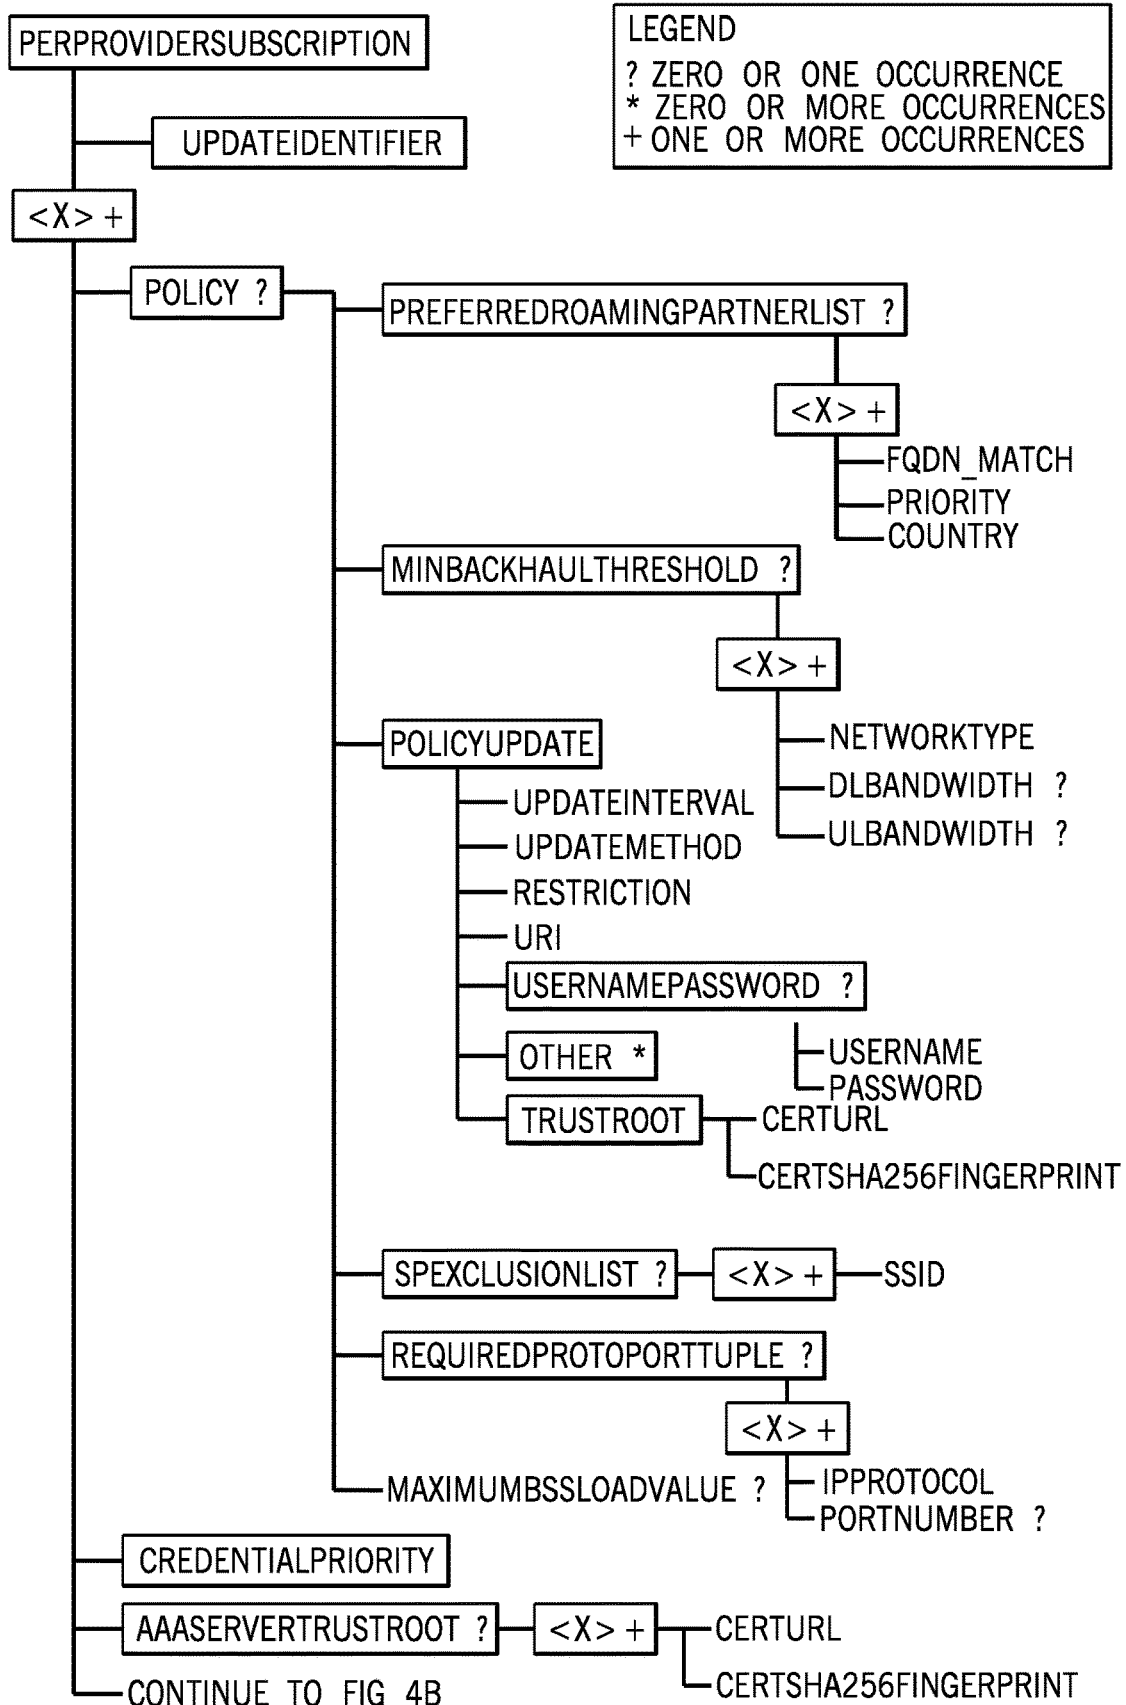 PERPROVIDERSUBSCRIPTION
LEGEND
? ZERO OR ONE OCCURRENCE
* ZERO OR MORE OCCURRENCES
+ ONE OR MORE OCCURRENCES
UPDATEIDENTIFIER
<X> +
POLICY ?
PREFERREDROAMINGPARTNERLIST ?
<X> +
FQDN_MATCH
PRIORITY
COUNTRY
MINBACKHAULTHRESHOLD ?
<X> +
NETWORKTYPE
DLBANDWIDTH ?
ULBANDWIDTH ?
POLICYUPDATE
UPDATEINTERVAL
UPDATEMETHOD
RESTRICTION
URI
USERNAMEPASSWORD ?
USERNAME
PASSWORD
OTHER *
TRUSTROOT
CERTURL
CERTSHA256FINGERPRINT
SPEXCLUSIONLIST ?
<X> +
SSID
REQUIREDPROTOPORTTUPLE ?
<X> +
IPPROTOCOL
PORTNUMBER ?
MAXIMUMBSSLOADVALUE ?
CREDENTIALPRIORITY
AAASERVERTRUSTROOT ?
<X> +
CERTURL
CERTSHA256FINGERPRINT
CONTINUE TO FIG 4B